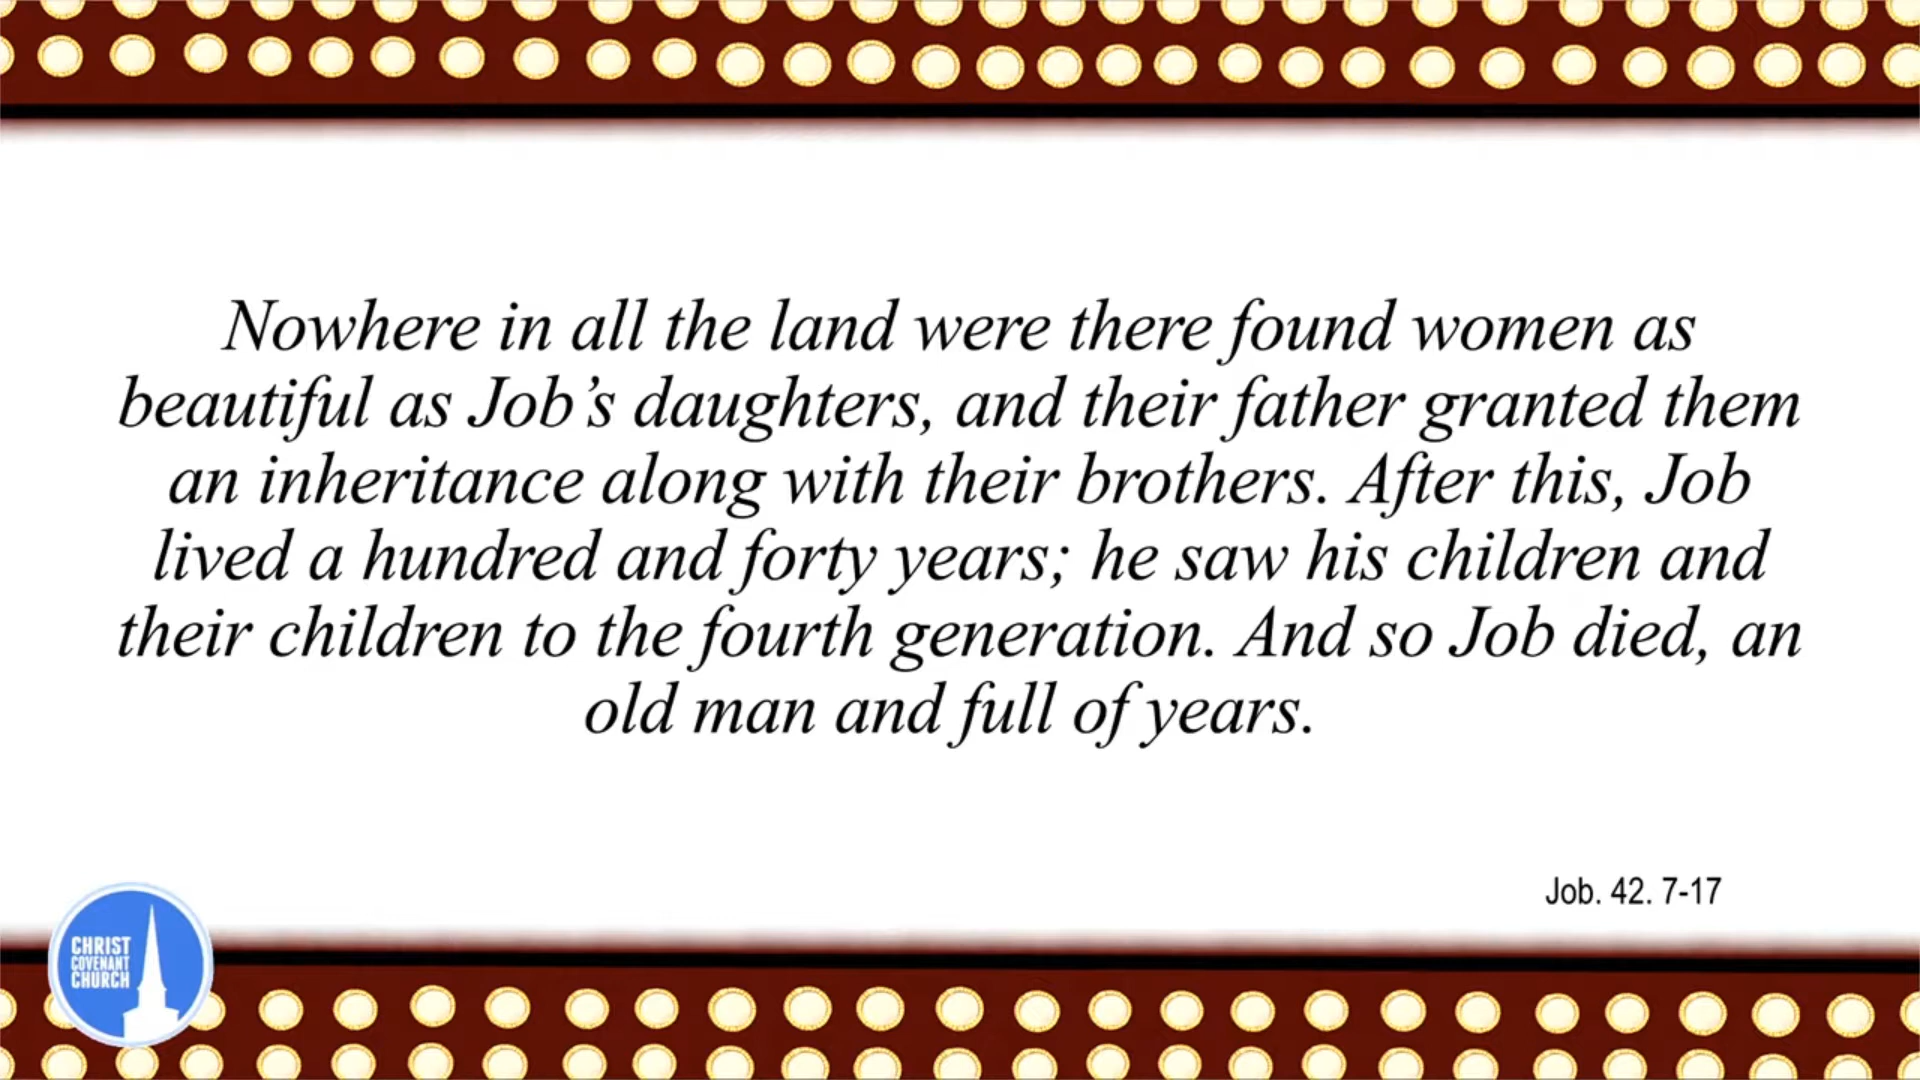 Nowhere in all the land were there found women as
beautiful as Job’s daughters, and their father granted them
an inheritance along with their brothers. After this, Job
lived a hundred and forty years; he saw his children and
their children to the fourth generation. And so Job died, an
old man and full of years.
Job. 42. 7-17
CHRIST
COVENANT
CHURCH